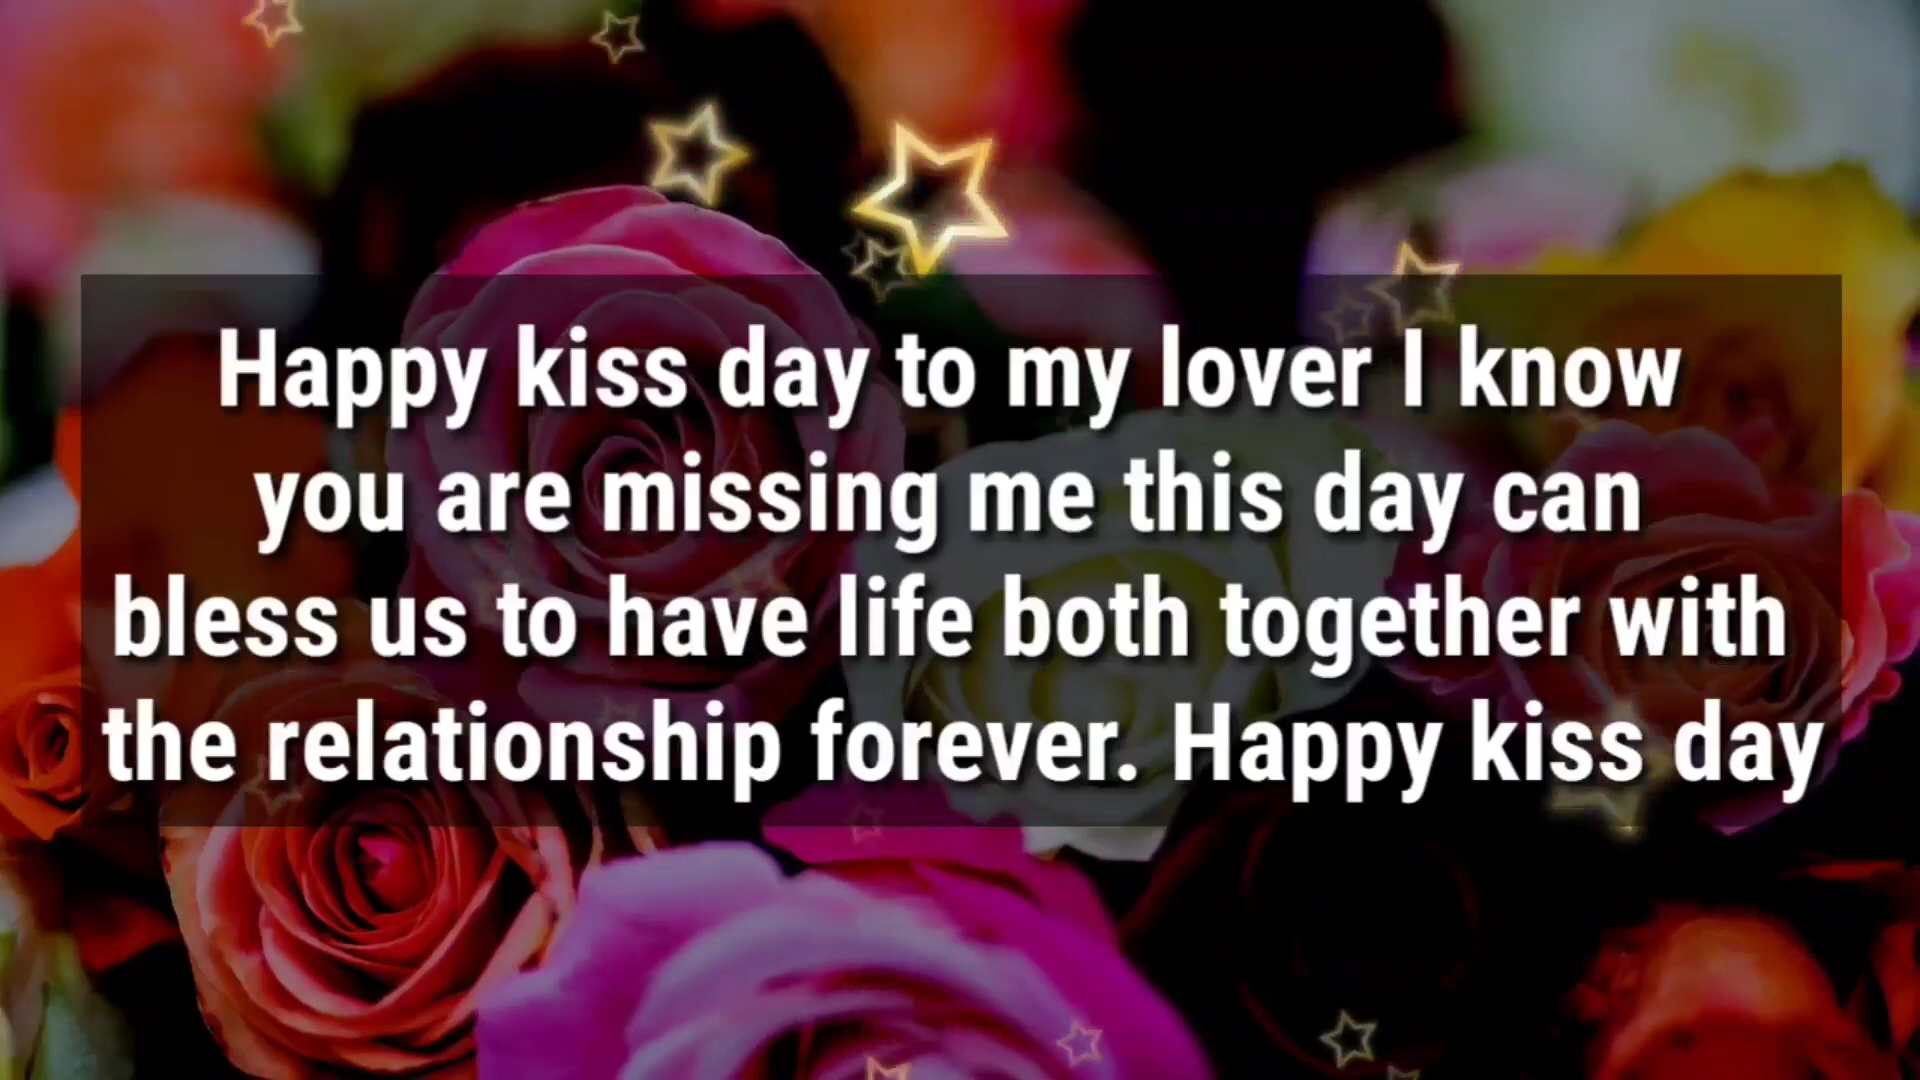 Happy kiss day to my lover I know
you are missing me this day can
bless us to have life both together with
the relationship forever. Happy kiss day